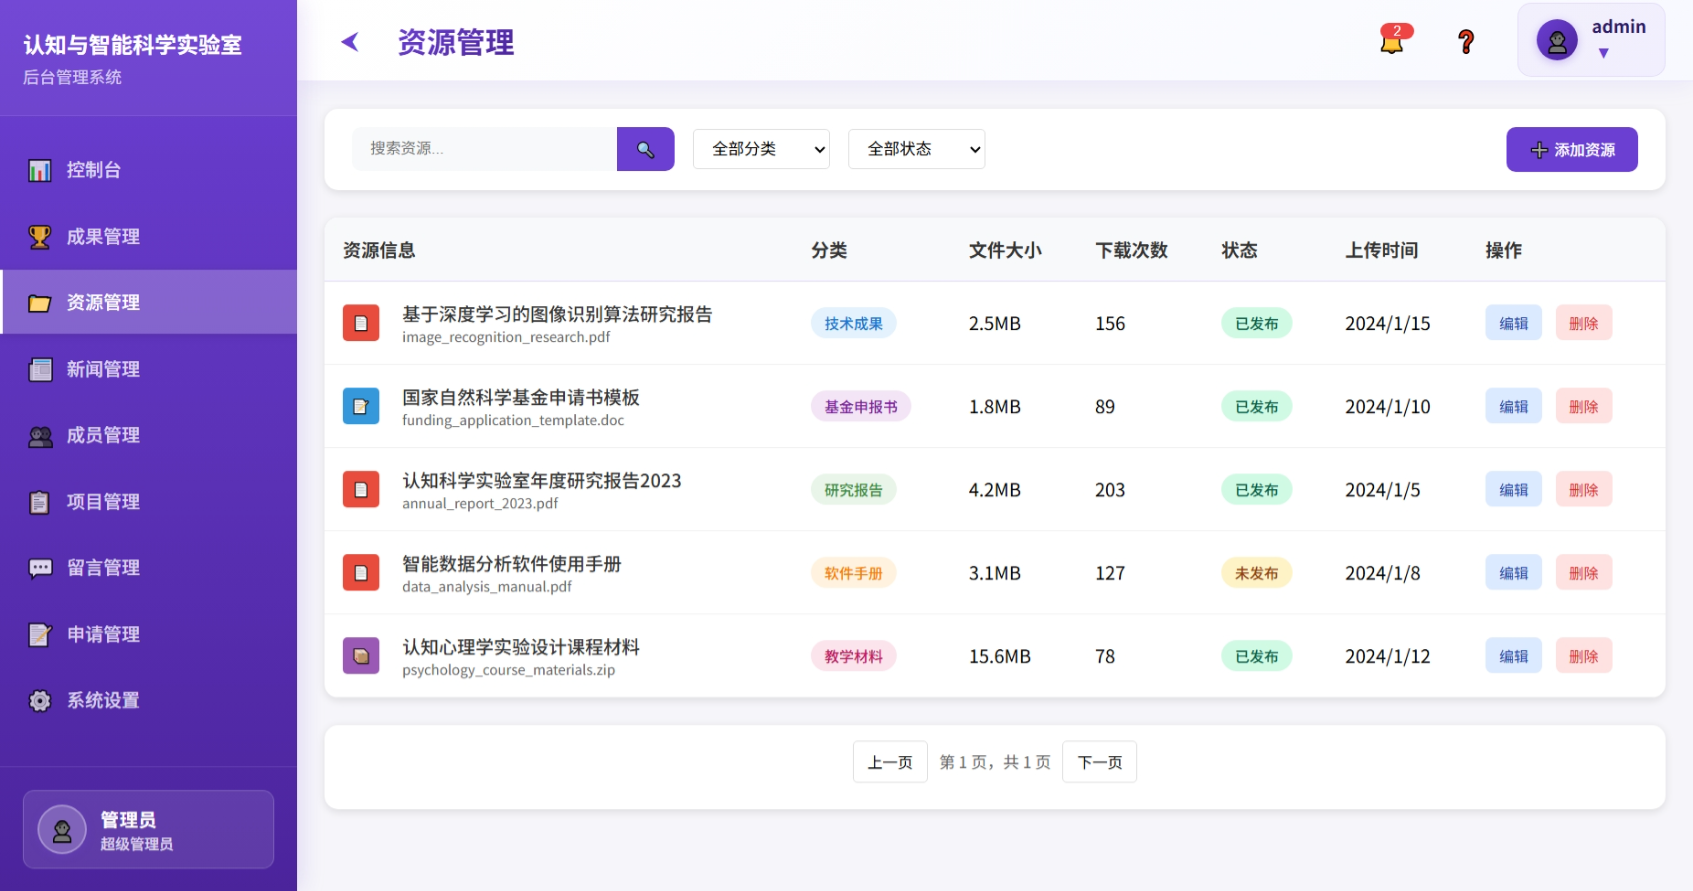 认知与智能科学实验室
后台管理系统
控制台
成果管理
资源管理
新闻管理
成员管理
项目管理
留言管理
申请管理
系统设置
管理员
超级管理员
资源管理
2
admin
搜索资源...
全部分类
全部状态
添加资源
资源信息 分类 文件大小 下载次数 状态 上传时间 操作
基于深度学习的图像识别算法研究报告
image_recognition_research.pdf
技术成果 2.5MB 156 已发布 2024/1/15 编辑 删除
国家自然科学基金申请书模板
funding_application_template.doc
基金申报书 1.8MB 89 已发布 2024/1/10 编辑 删除
认知科学实验室年度研究报告2023
annual_report_2023.pdf
研究报告 4.2MB 203 已发布 2024/1/5 编辑 删除
智能数据分析软件使用手册
data_analysis_manual.pdf
软件手册 3.1MB 127 未发布 2024/1/8 编辑 删除
认知心理学实验设计课程材料
psychology_course_materials.zip
教学材料 15.6MB 78 已发布 2024/1/12 编辑 删除
上一页 第 1 页，共 1 页 下一页